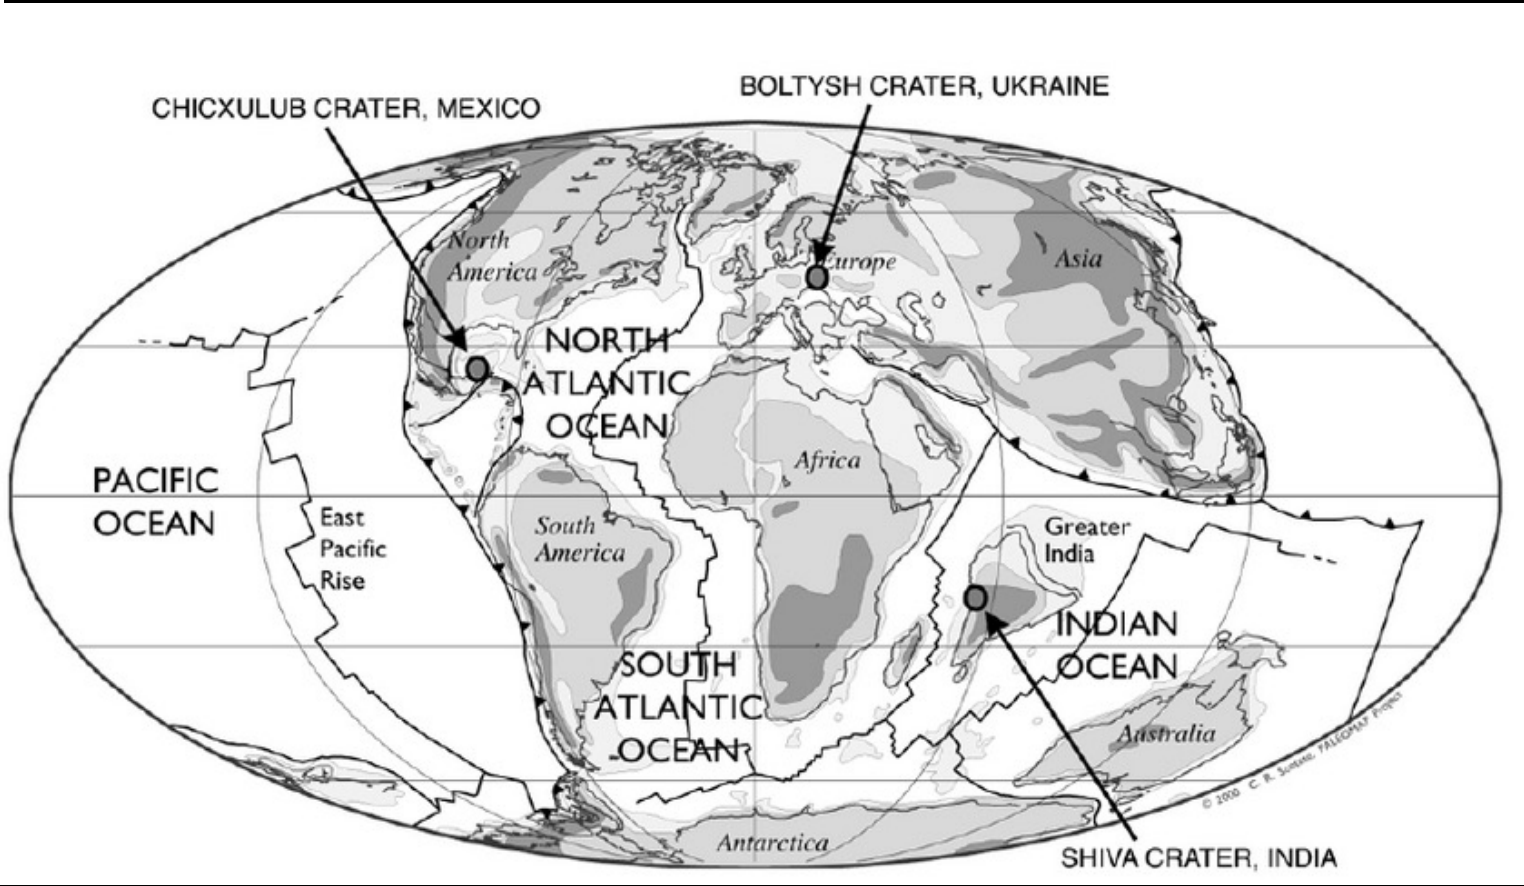 BOLTYSH CRATER, UKRAINE
CHICXULUB CRATER, MEXICO
North
America
Europe
Asia
NORTH
ATLANTIC
OCEAN
Africa
PACIFIC
OCEAN
East
Pacific
Rise
South
America
Greater
India
INDIAN
OCEAN
SOUTH
ATLANTIC
OCEAN
Australia
© 2000 C. R. Scotese, PALEOMAP Project
Antarctica
SHIVA CRATER, INDIA